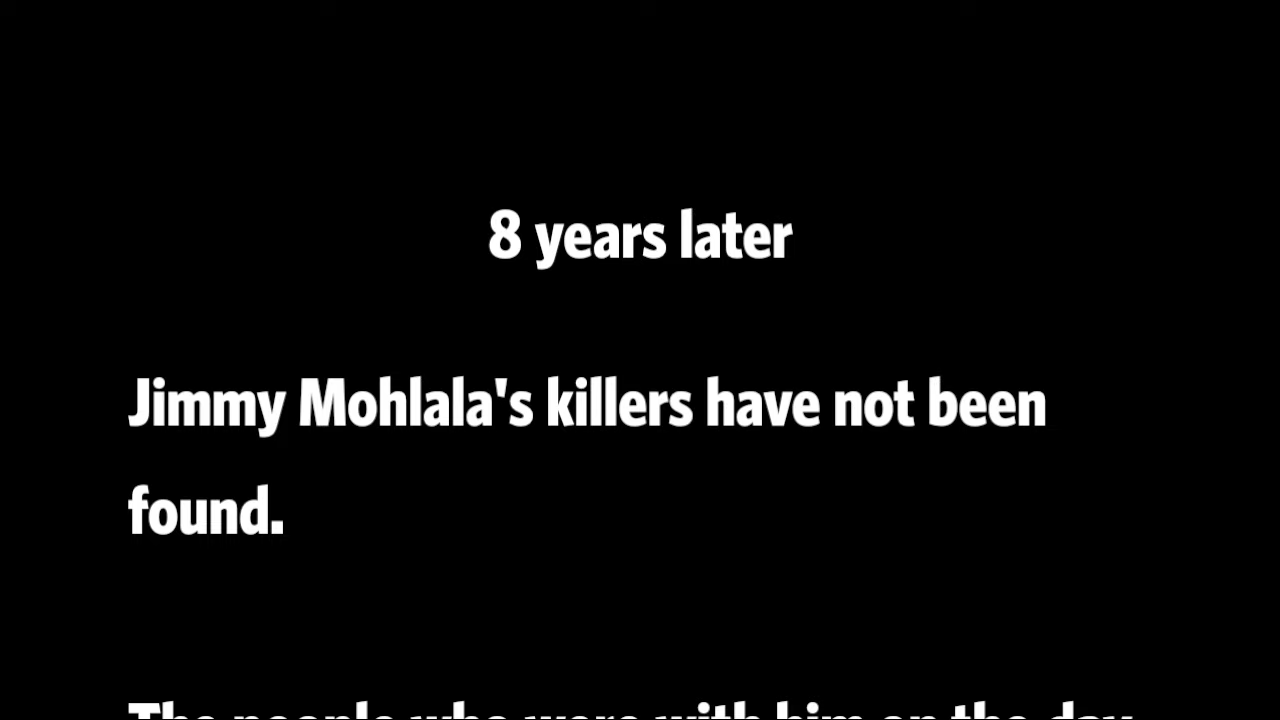 8 years later
Jimmy Mohlala's killers have not been
found.
The people who were with him on the day